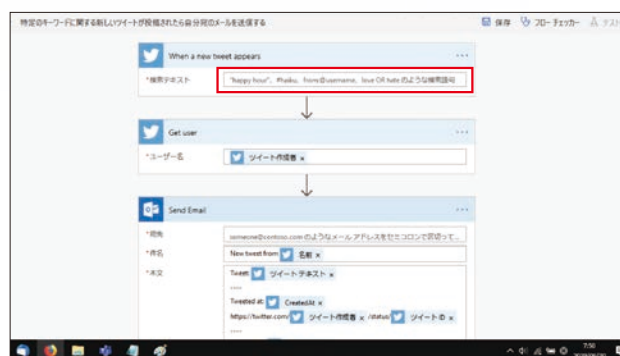 特定のキーワードに関する新しいツイートが投稿されたら自分宛のメールを送信する
保存 フローチェッカー テスト
When a new tweet appears
*検索テキスト "happy hour"、#haiku、from:@username、love OR hate のような検索語句
Get user
*ユーザー名 ツイート作成者 ×
Send Email
*宛先 someone@contoso.com のようなメール アドレスをセミコロンで区切って...
*件名 New tweet from 名前 ×
*本文 Tweet: ツイート テキスト ×
----
Tweeted at: CreatedAt ×
https://twitter.com/ ツイート作成者 × /status/ ツイート ID ×
----
7:56